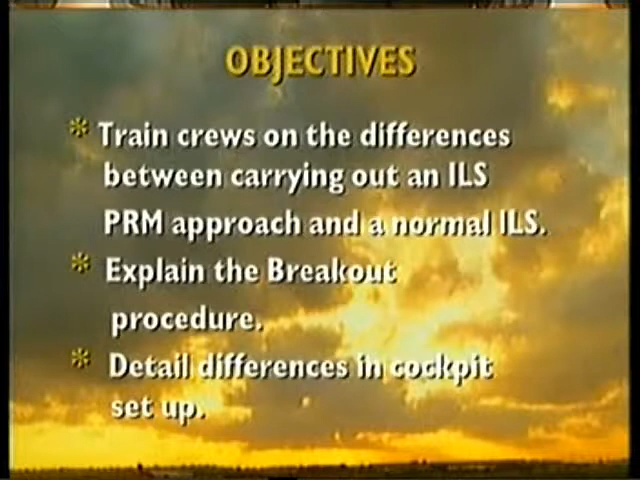 OBJECTIVES
* Train crews on the differences
between carrying out an ILS
PRM approach and a normal ILS.
* Explain the Breakout
procedure.
* Detail differences in cockpit
set up.